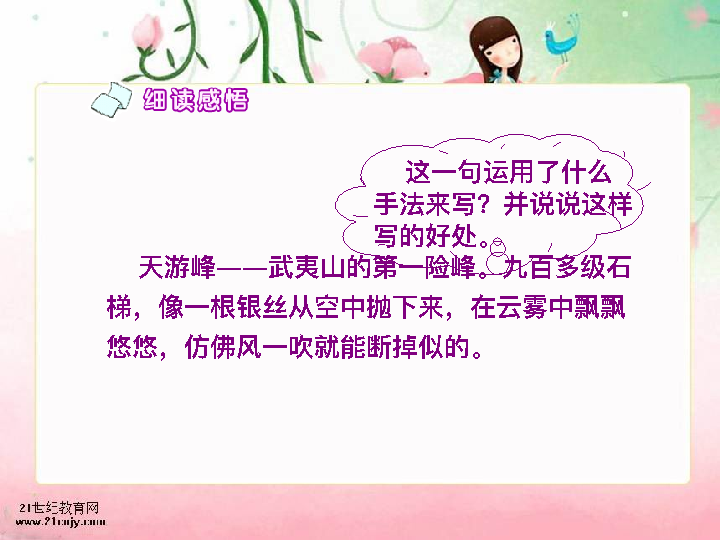 细读感悟
这一句运用了什么
手法来写？并说说这样
写的好处。
天游峰——武夷山的第一险峰。九百多级石
梯，像一根银丝从空中抛下来，在云雾中飘飘
悠悠，仿佛风一吹就能断掉似的。
21世纪教育网
www.21cnjy.com